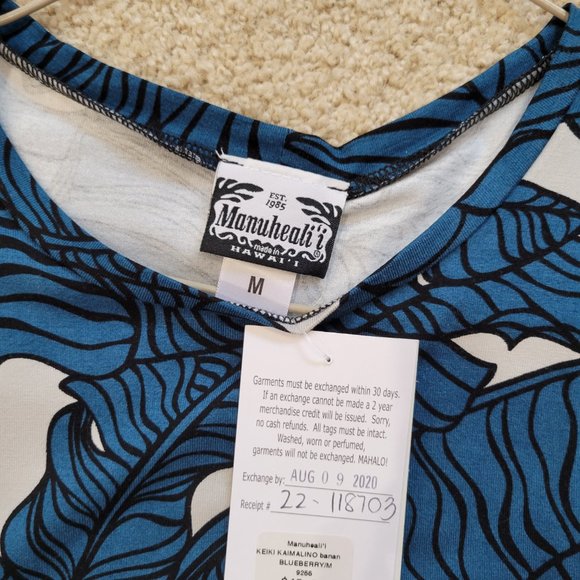 EST.
1985
Manuheali'i
made in
HAWAI'I
M
Garments must be exchanged within 30 days.
If an exchange cannot be made a 2 year
merchandise credit will be issued. Sorry,
no cash refunds. All tags must be intact.
Washed, worn or perfumed,
garments will not be exchanged. MAHALO!
Exchange by: AUG 09 2020
Receipt # 22-118703
Manuheali'i
KEIKI KAIMALINO banan
BLUEBERRY/M
9266